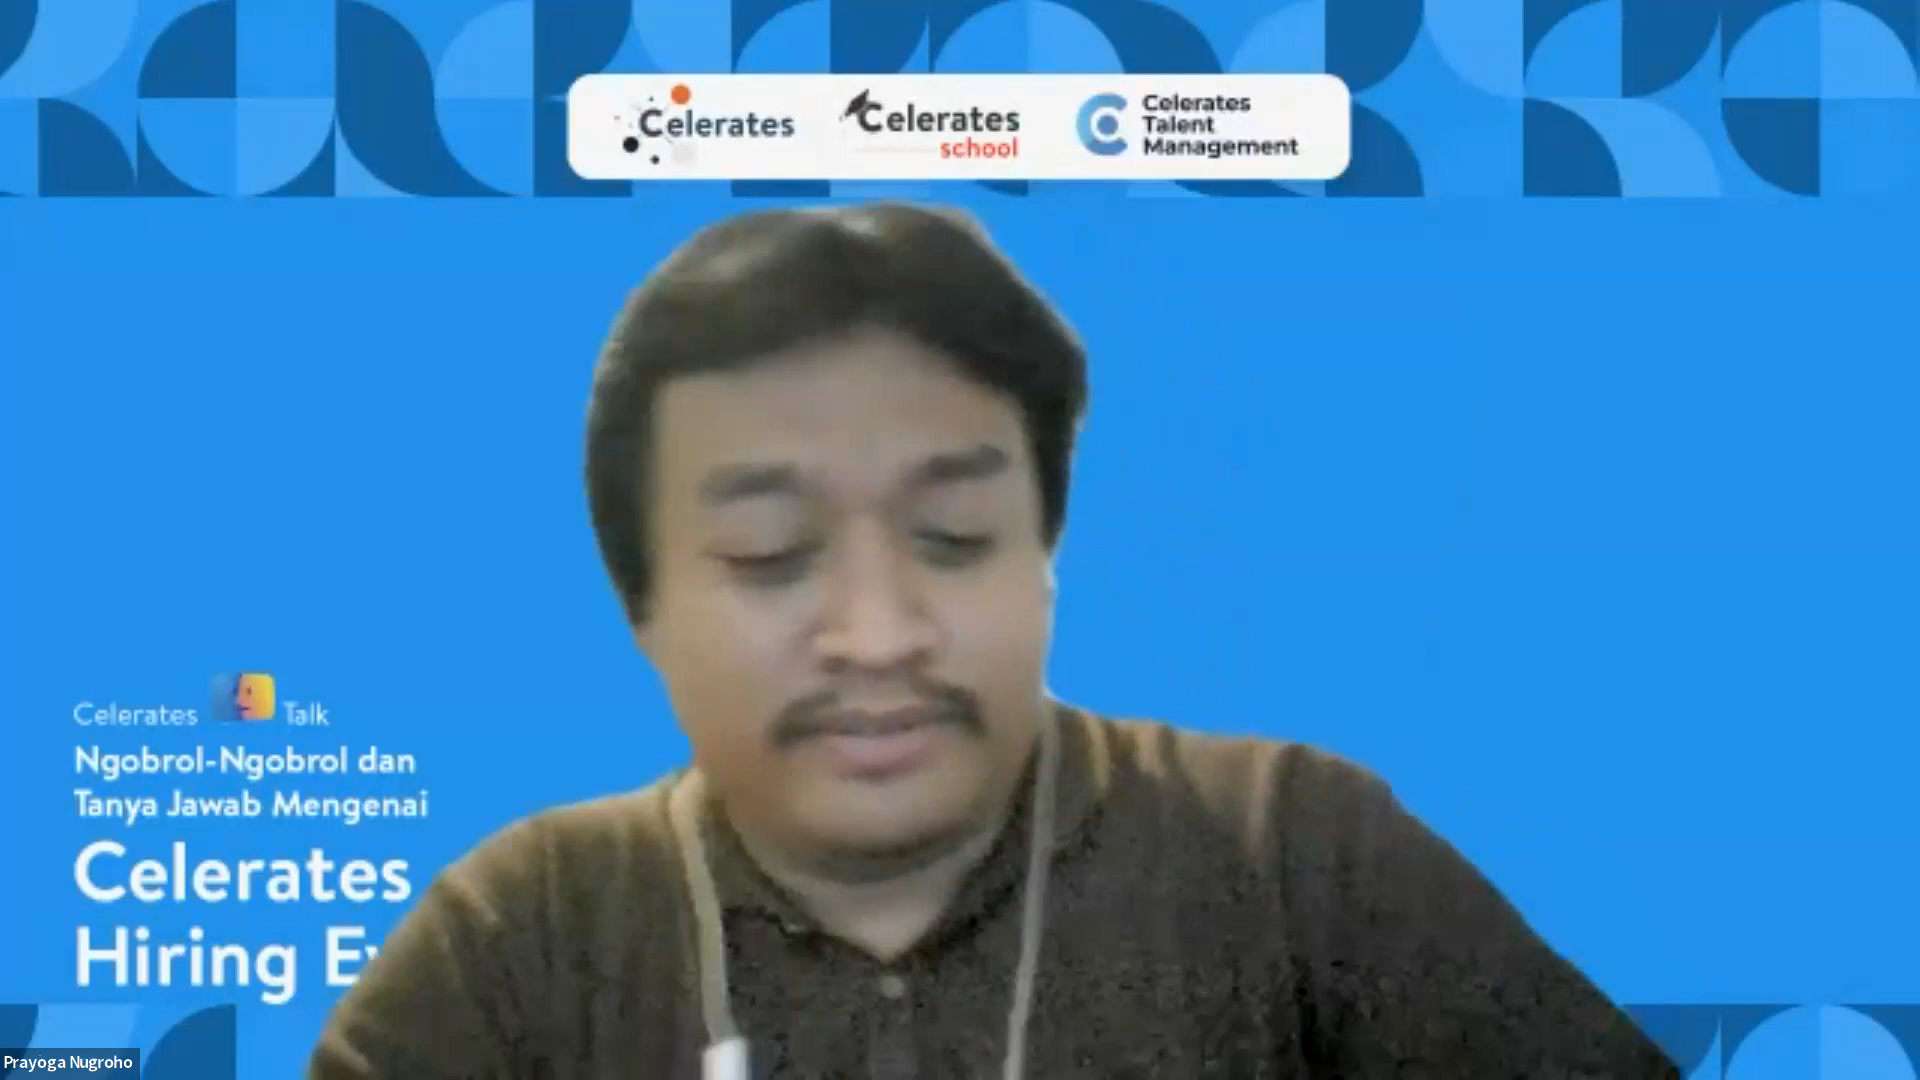 Celerates
Celerates
school
Celerates
Talent
Management
Celerates Talk
Ngobrol-Ngobrol dan
Tanya Jawab Mengenai
Celerates
Hiring
Prayoga Nugroho